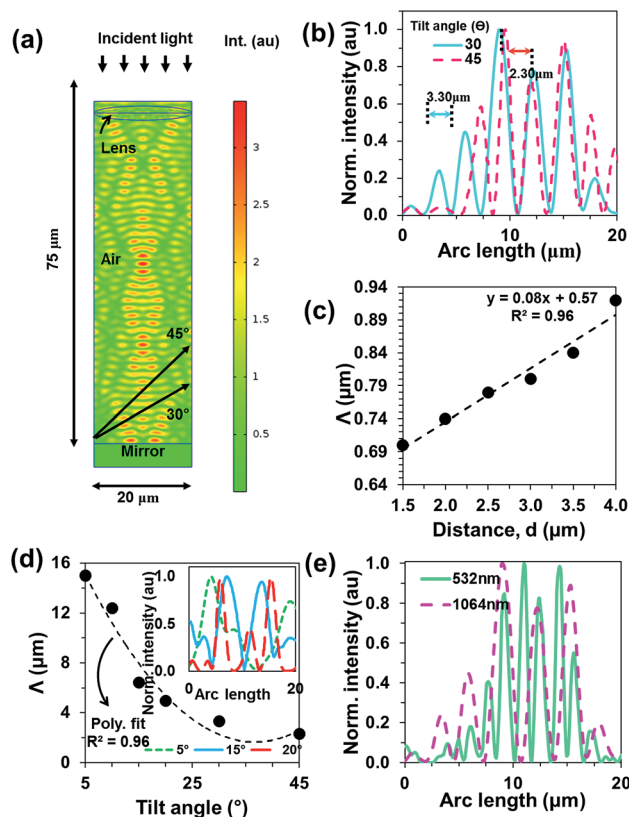 (a)
Incident light
Int. (au)
Lens
Air
75 µm
45°
30°
Mirror
20 µm
3
2.5
2
1.5
1
0.5
(b)
Tilt angle (Θ)
30
45
2.30µm
3.30µm
Norm. intensity (au)
1.0
0.8
0.6
0.4
0.2
0.0
0 10 20
Arc length (µm)
(c)
y = 0.08x + 0.57
R² = 0.96
Λ (µm)
0.94
0.89
0.84
0.79
0.74
0.69
0.64
1.5 2.0 2.5 3.0 3.5 4.0
Distance, d (µm)
(d)
Λ (µm)
16
12
8
4
0
5 15 25 35 45
Tilt angle (°)
Poly. fit
R² = 0.96
5° 15° 20°
Norm. intensity (au)
1.0
0.5
0.0
0 20
Arc length
(e)
532nm
1064nm
Norm. intensity (au)
1.0
0.8
0.6
0.4
0.2
0.0
0 5 10 15 20
Arc length (µm)